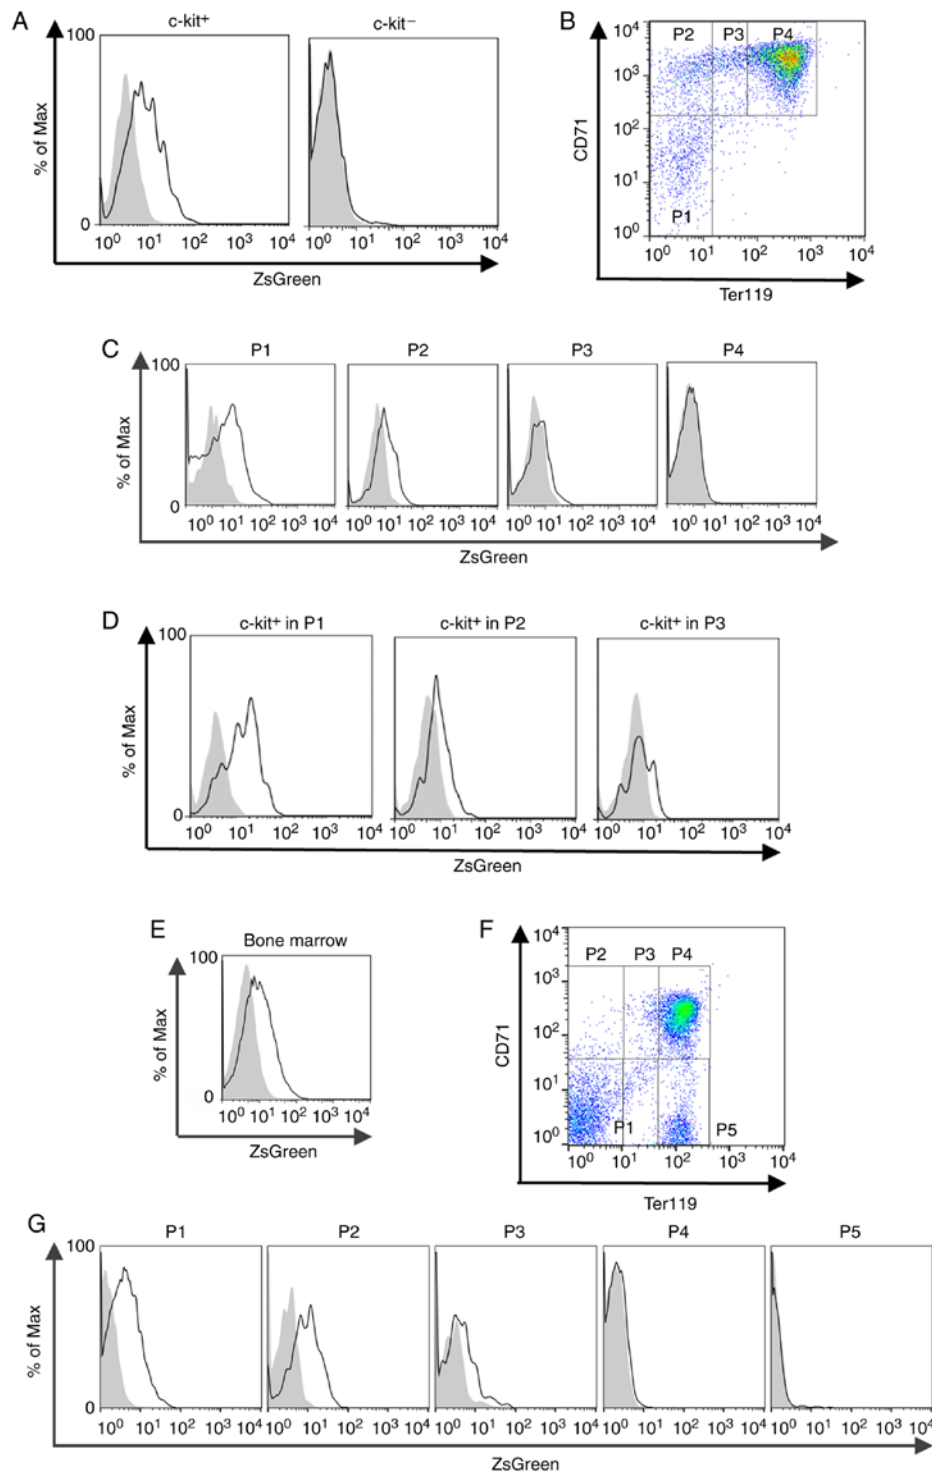 A
c-kit⁺
c-kit⁻
100
% of Max
0
10⁰ 10¹ 10² 10³ 10⁴
10⁰ 10¹ 10² 10³ 10⁴
ZsGreen
B
10⁴
10³
10²
10¹
10⁰
CD71
P2 P3 P4
P1
10⁰ 10¹ 10² 10³ 10⁴
Ter119
C
P1 P2 P3 P4
100
% of Max
0
10⁰ 10¹ 10² 10³ 10⁴
10⁰ 10¹ 10² 10³ 10⁴
10⁰ 10¹ 10² 10³ 10⁴
10⁰ 10¹ 10² 10³ 10⁴
ZsGreen
D
c-kit⁺ in P1
c-kit⁺ in P2
c-kit⁺ in P3
100
% of Max
0
10⁰ 10¹ 10² 10³ 10⁴
10⁰ 10¹ 10² 10³ 10⁴
10⁰ 10¹ 10² 10³ 10⁴
ZsGreen
E
Bone marrow
100
% of Max
0
10⁰ 10¹ 10² 10³ 10⁴
ZsGreen
F
10⁴
10³
10²
10¹
10⁰
CD71
P2 P3 P4
P1 P5
10⁰ 10¹ 10² 10³ 10⁴
Ter119
G
P1 P2 P3 P4 P5
100
% of Max
0
10⁰ 10¹ 10² 10³ 10⁴
10⁰ 10¹ 10² 10³ 10⁴
10⁰ 10¹ 10² 10³ 10⁴
10⁰ 10¹ 10² 10³ 10⁴
10⁰ 10¹ 10² 10³ 10⁴
ZsGreen